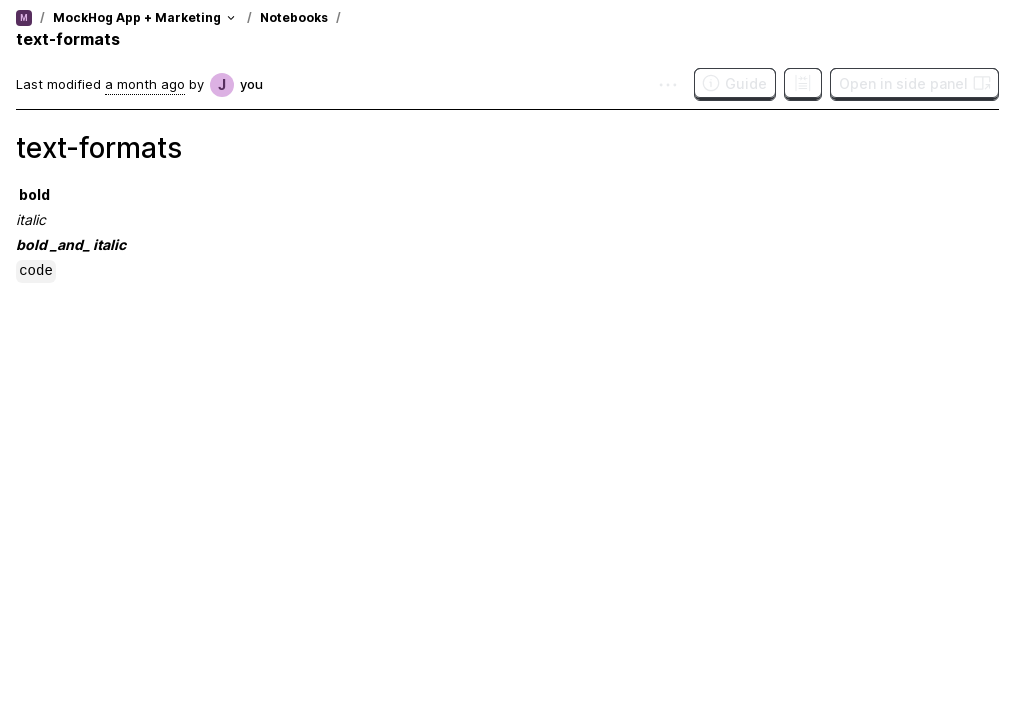 M / MockHog App + Marketing / Notebooks /
text-formats
Last modified a month ago by J you
Guide
Open in side panel
text-formats
bold
italic
bold _and_ italic
code